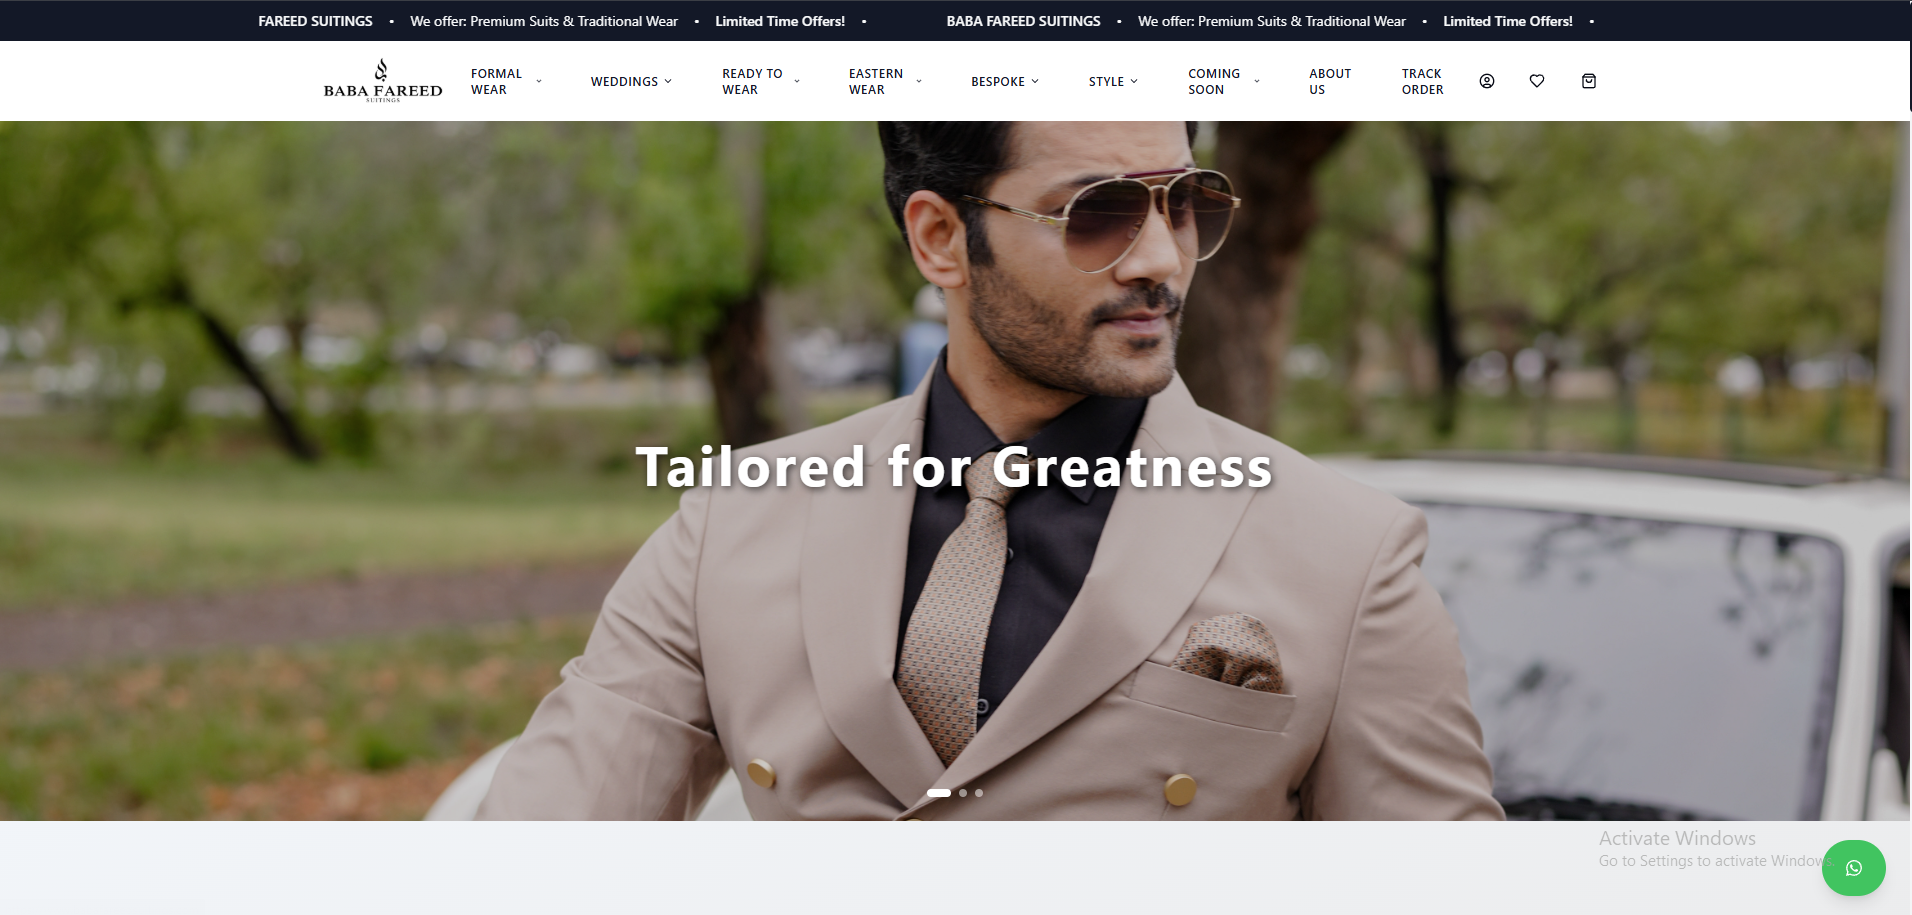 FAREED SUITINGS • We offer: Premium Suits & Traditional Wear • Limited Time Offers! • BABA FAREED SUITINGS • We offer: Premium Suits & Traditional Wear • Limited Time Offers! •
BABA FAREED
SUITINGS
FORMAL WEAR
WEDDINGS
READY TO WEAR
EASTERN WEAR
BESPOKE
STYLE
COMING SOON
ABOUT US
TRACK ORDER
Tailored for Greatness
Activate Windows
Go to Settings to activate Windows.